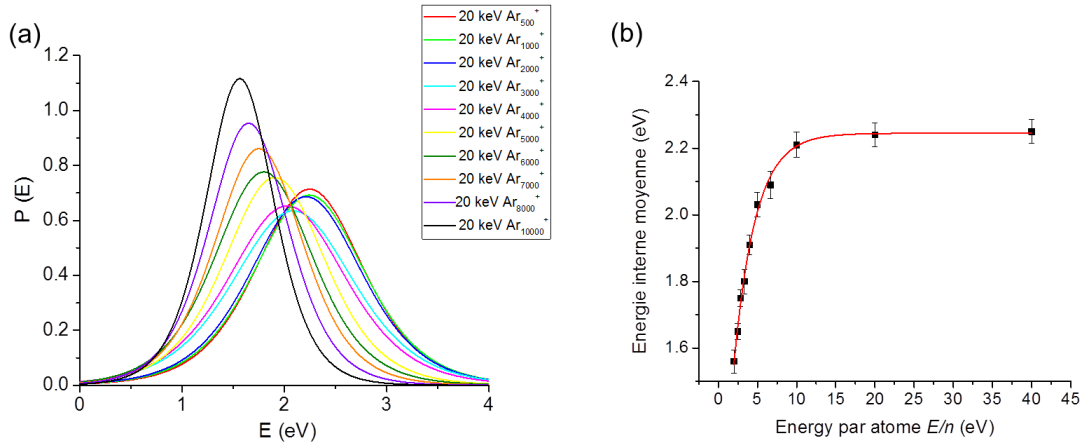 (a)
1.2
1.0
0.8
0.6
0.4
0.2
0.0
P (E)
0 1 2 3 4
E (eV)
20 keV Ar500+
20 keV Ar1000+
20 keV Ar2000+
20 keV Ar3000+
20 keV Ar4000+
20 keV Ar5000+
20 keV Ar6000+
20 keV Ar7000+
20 keV Ar8000+
20 keV Ar10000+
(b)
2.4
2.2
2.0
1.8
1.6
Energie interne moyenne (eV)
0 5 10 15 20 25 30 35 40 45
Energy par atome E/n (eV)